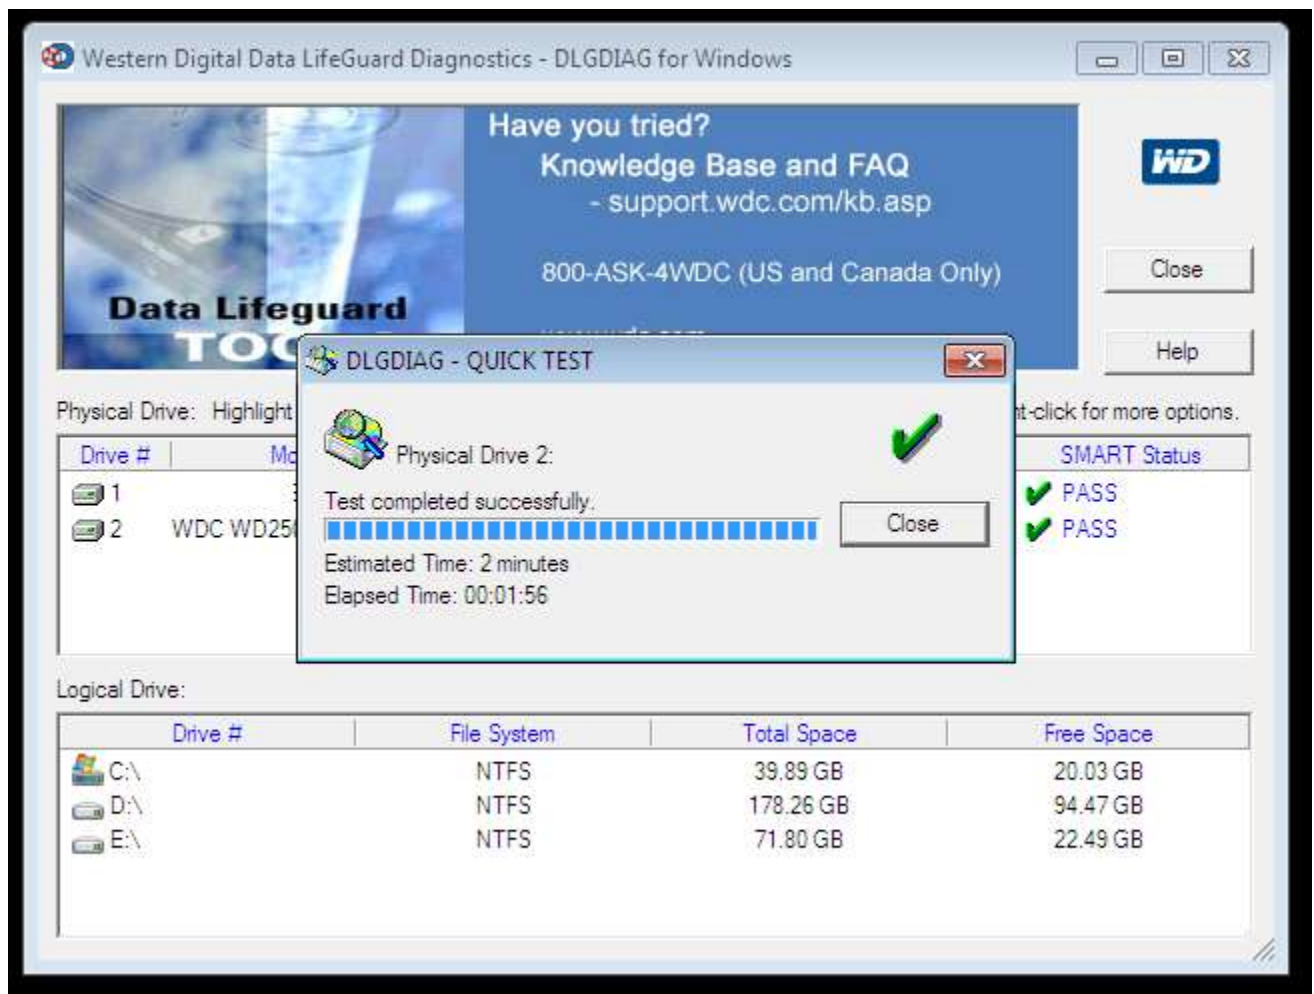 Western Digital Data LifeGuard Diagnostics - DLGDIAG for Windows
Have you tried?
Knowledge Base and FAQ
- support.wdc.com/kb.asp
800-ASK-4WDC (US and Canada Only)
Data Lifeguard
WD
Close
Help
DLGDIAG - QUICK TEST
Physical Drive 2:
Test completed successfully.
Close
Estimated Time: 2 minutes
Elapsed Time: 00:01:56
Physical Drive: Highlight
for more options.
Drive # SMART Status
1 PASS
2 WDC PASS
Logical Drive:
Drive # File System Total Space Free Space
C:\ NTFS 39.89 GB 20.03 GB
D:\ NTFS 178.26 GB 94.47 GB
E:\ NTFS 71.80 GB 22.49 GB